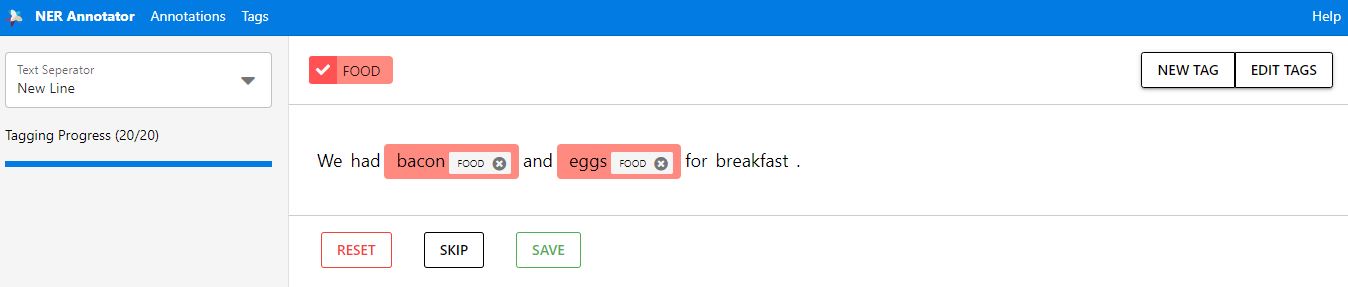 NER Annotator Annotations Tags Help
Text Seperator
New Line
Tagging Progress (20/20)
FOOD
NEW TAG EDIT TAGS
We had bacon FOOD and eggs FOOD for breakfast .
RESET SKIP SAVE